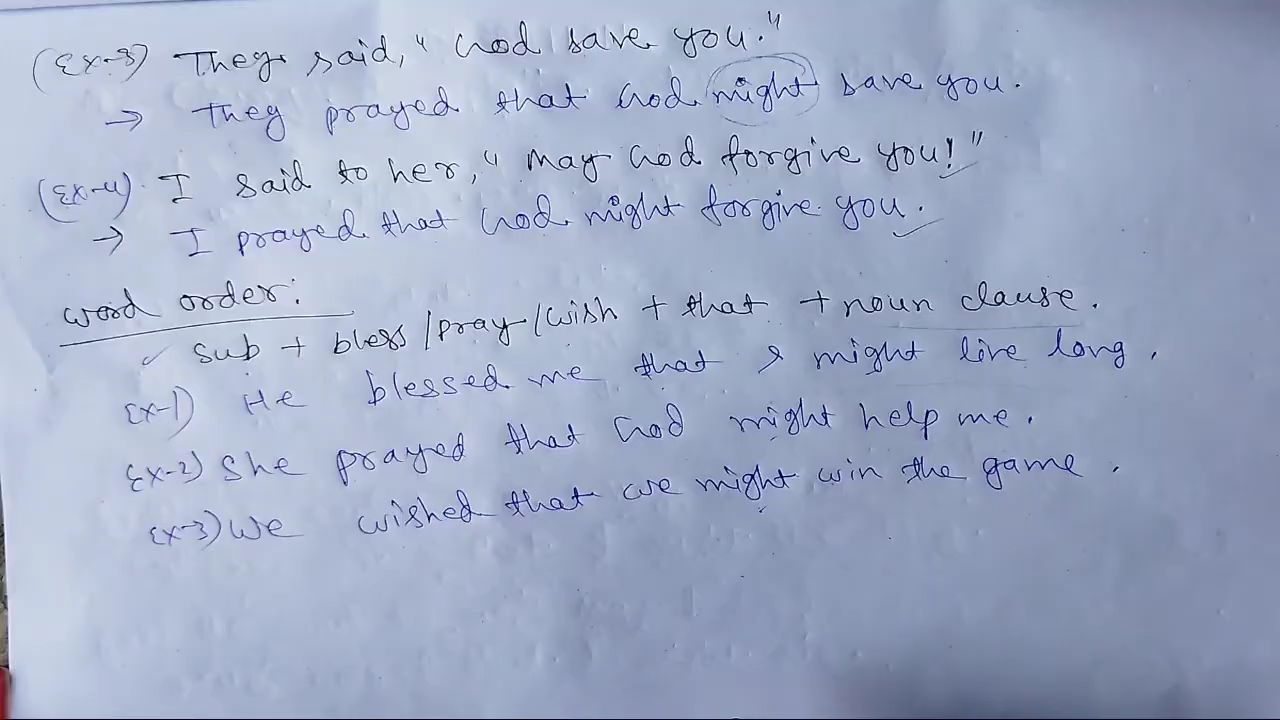 (Ex-3) They said, "God save you."
→ They prayed that God might save you.
(Ex-4). I said to her, "May God forgive you!"
→ I prayed that God might forgive you.
word order:
✓ Sub + bless/pray/wish + that + noun clause.
Ex-1) He blessed me that I might live long.
Ex-2) She prayed that God might help me.
Ex-3) We wished that we might win the game.